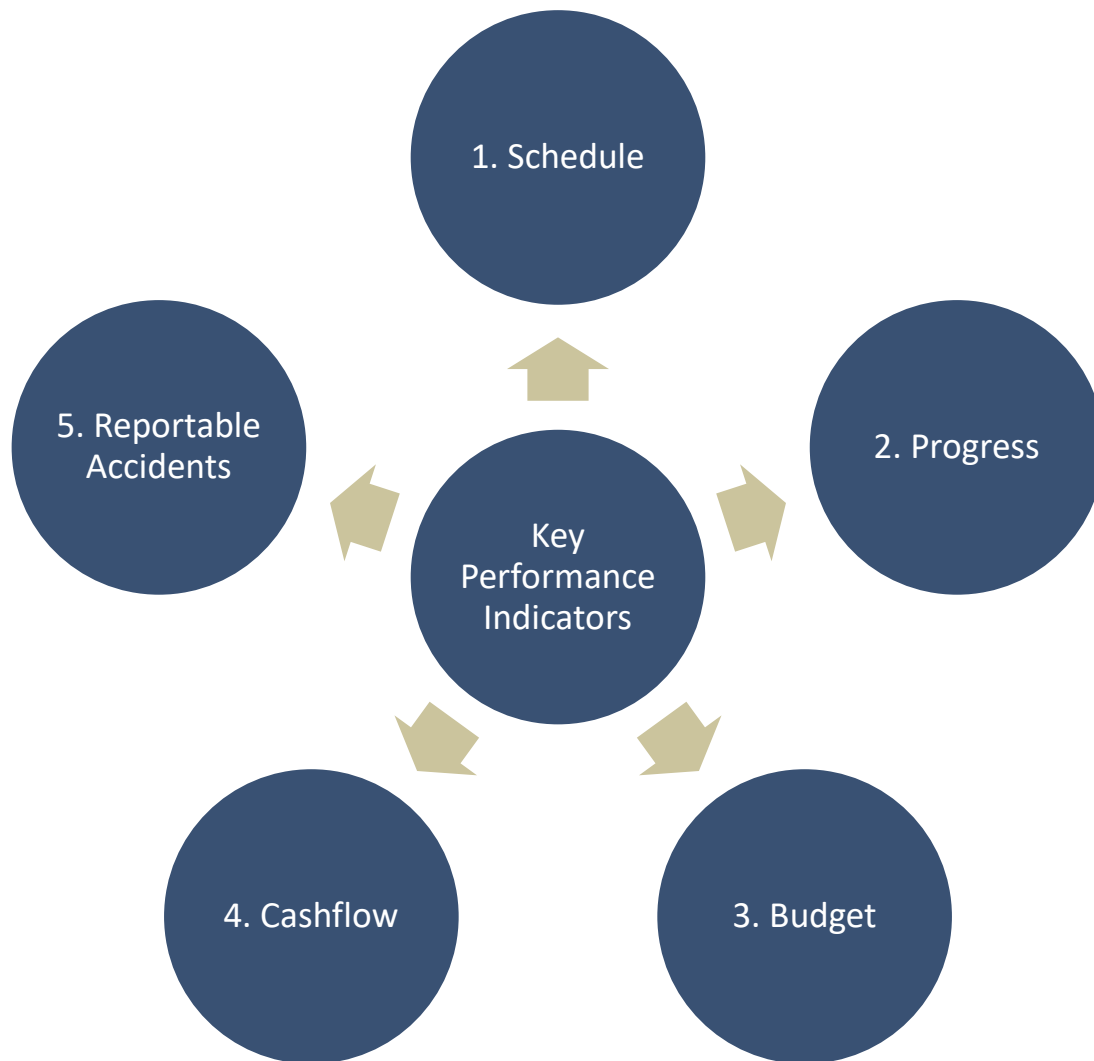 1. Schedule
2. Progress
3. Budget
4. Cashflow
5. Reportable
Accidents
Key
Performance
Indicators